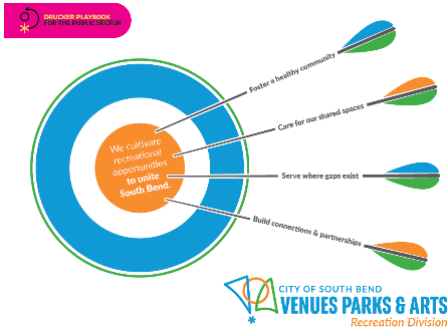 DRUCKER PLAYBOOK
FOR THE PUBLIC SECTOR
Foster a healthy community
Care for our shared spaces
We cultivate
recreational
opportunities
to unite
South Bend.
Serve where gaps exist
Build connections & partnerships
CITY OF SOUTH BEND
VENUES PARKS & ARTS
Recreation Division